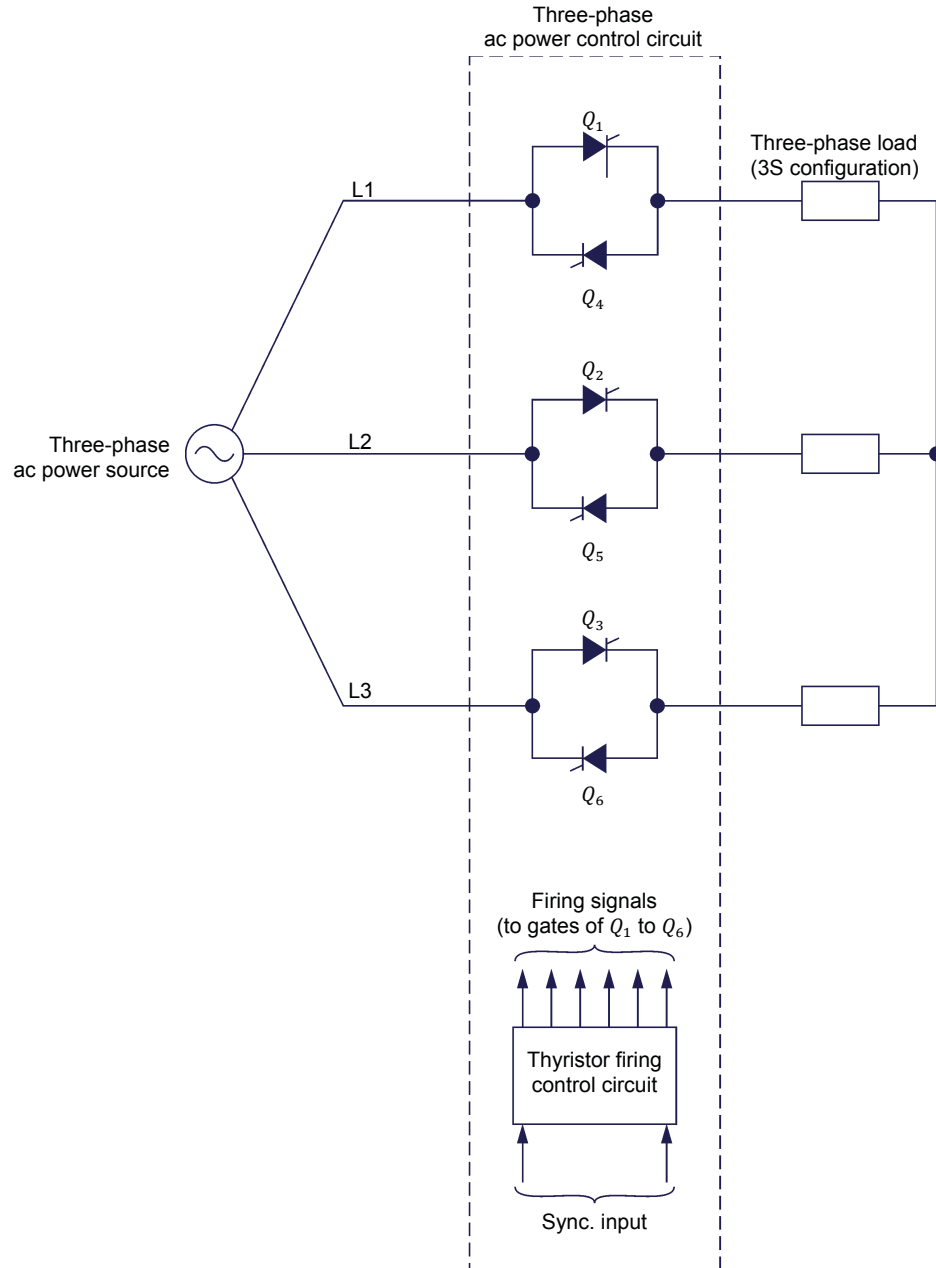 Three-phase
ac power control circuit
Q₁
Three-phase load
(3S configuration)
L1
Q₄
Q₂
Three-phase
ac power source
L2
Q₅
Q₃
L3
Q₆
Firing signals
(to gates of Q₁ to Q₆)
Thyristor firing
control circuit
Sync. input